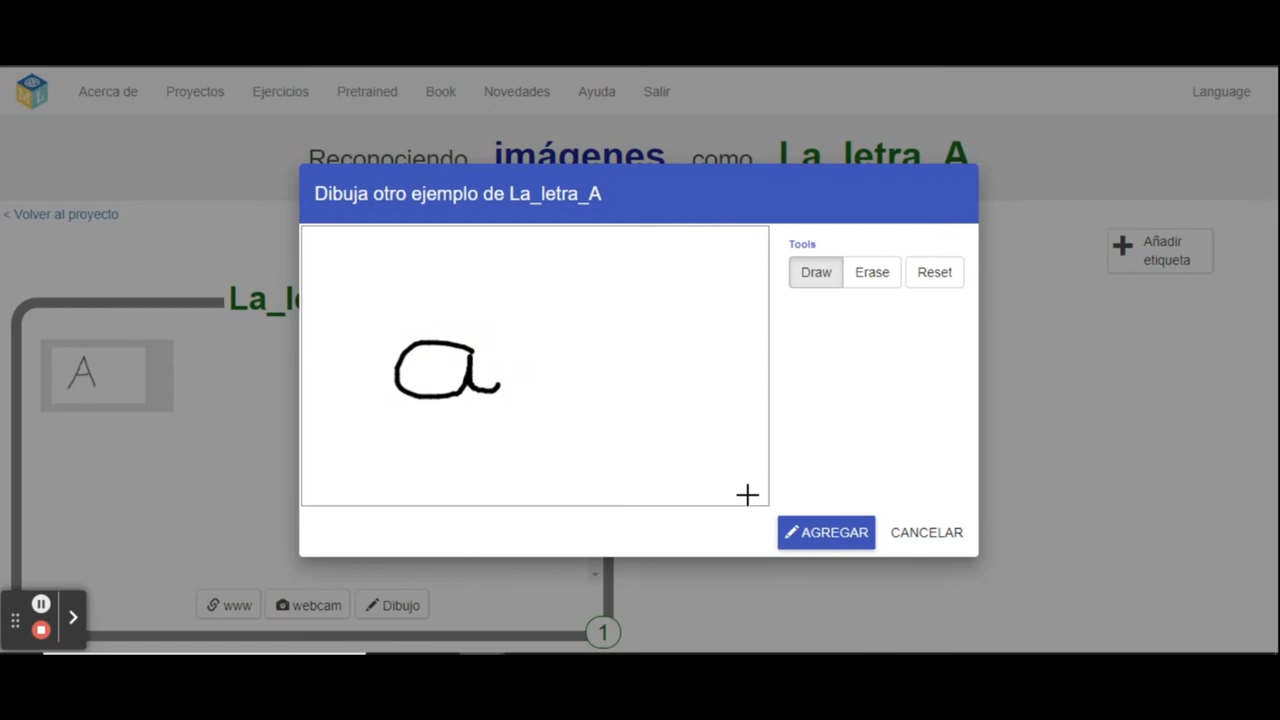 Acerca de Proyectos Ejercicios Pretrained Book Novedades Ayuda Salir Language
Reconociendo imágenes como La_letra_A
< Volver al proyecto
Añadir
etiqueta
Dibuja otro ejemplo de La_letra_A
Tools
Draw Erase Reset
a
AGREGAR CANCELAR
La_l
A
www webcam Dibujo
1